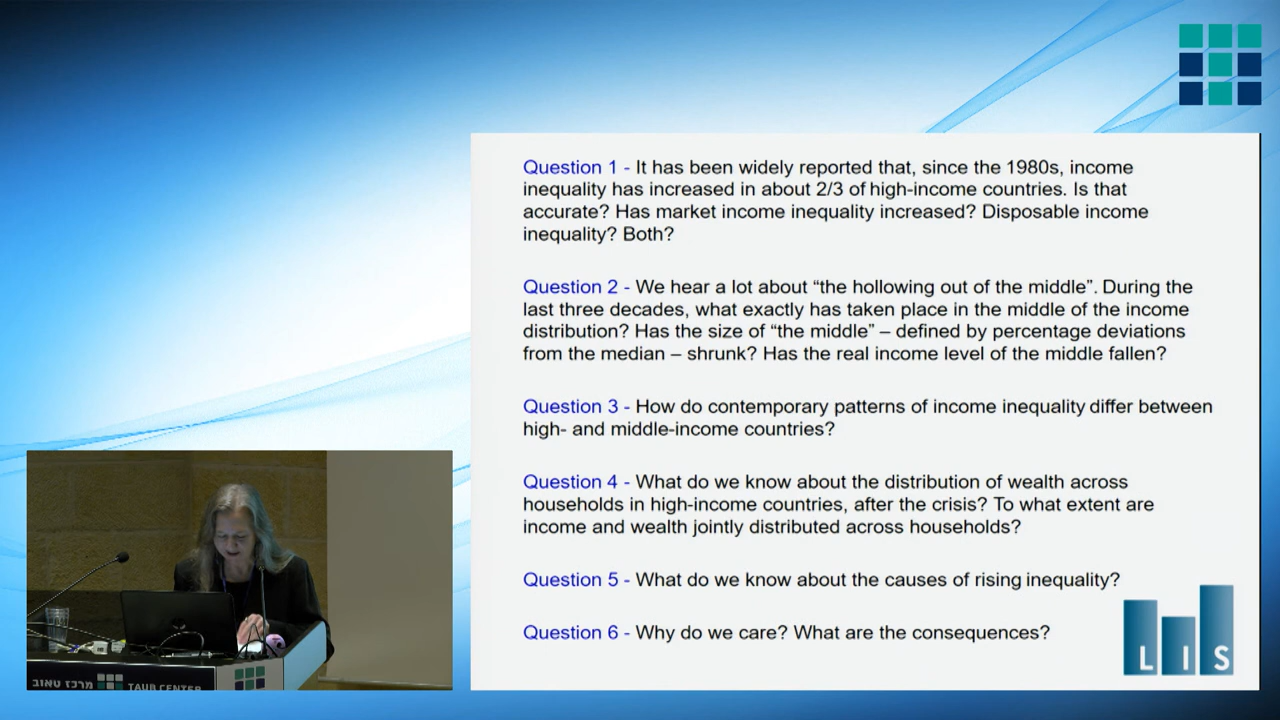 Question 1 - It has been widely reported that, since the 1980s, income
inequality has increased in about 2/3 of high-income countries. Is that
accurate? Has market income inequality increased? Disposable income
inequality? Both?
Question 2 - We hear a lot about “the hollowing out of the middle”. During the
last three decades, what exactly has taken place in the middle of the income
distribution? Has the size of “the middle” – defined by percentage deviations
from the median – shrunk? Has the real income level of the middle fallen?
Question 3 - How do contemporary patterns of income inequality differ between
high- and middle-income countries?
Question 4 - What do we know about the distribution of wealth across
households in high-income countries, after the crisis? To what extent are
income and wealth jointly distributed across households?
Question 5 - What do we know about the causes of rising inequality?
Question 6 - Why do we care? What are the consequences?
LIS
מרכז טאוב TAUB CENTER